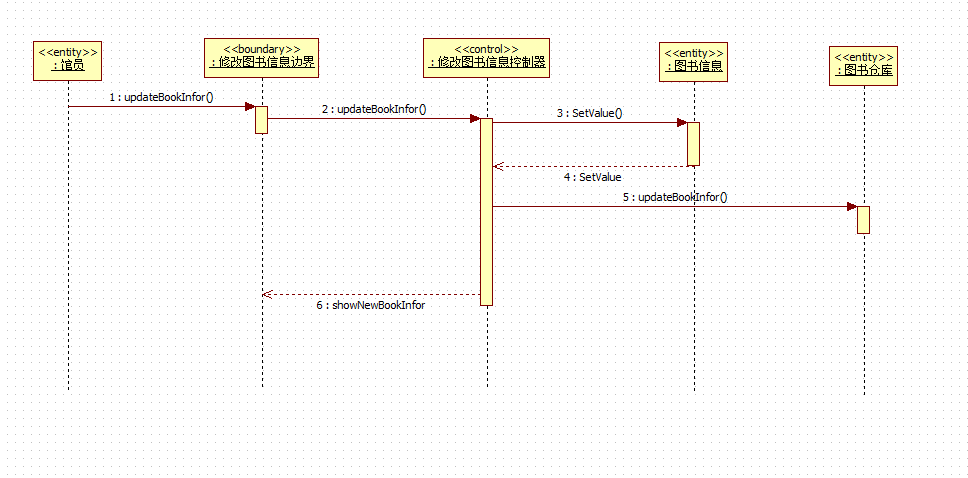 <<entity>>
: 馆员
<<boundary>>
: 修改图书信息边界
<<control>>
: 修改图书信息控制器
<<entity>>
: 图书信息
<<entity>>
: 图书仓库
1 : updateBookInfor()
2 : updateBookInfor()
3 : SetValue()
4 : SetValue
5 : updateBookInfor()
6 : showNewBookInfor